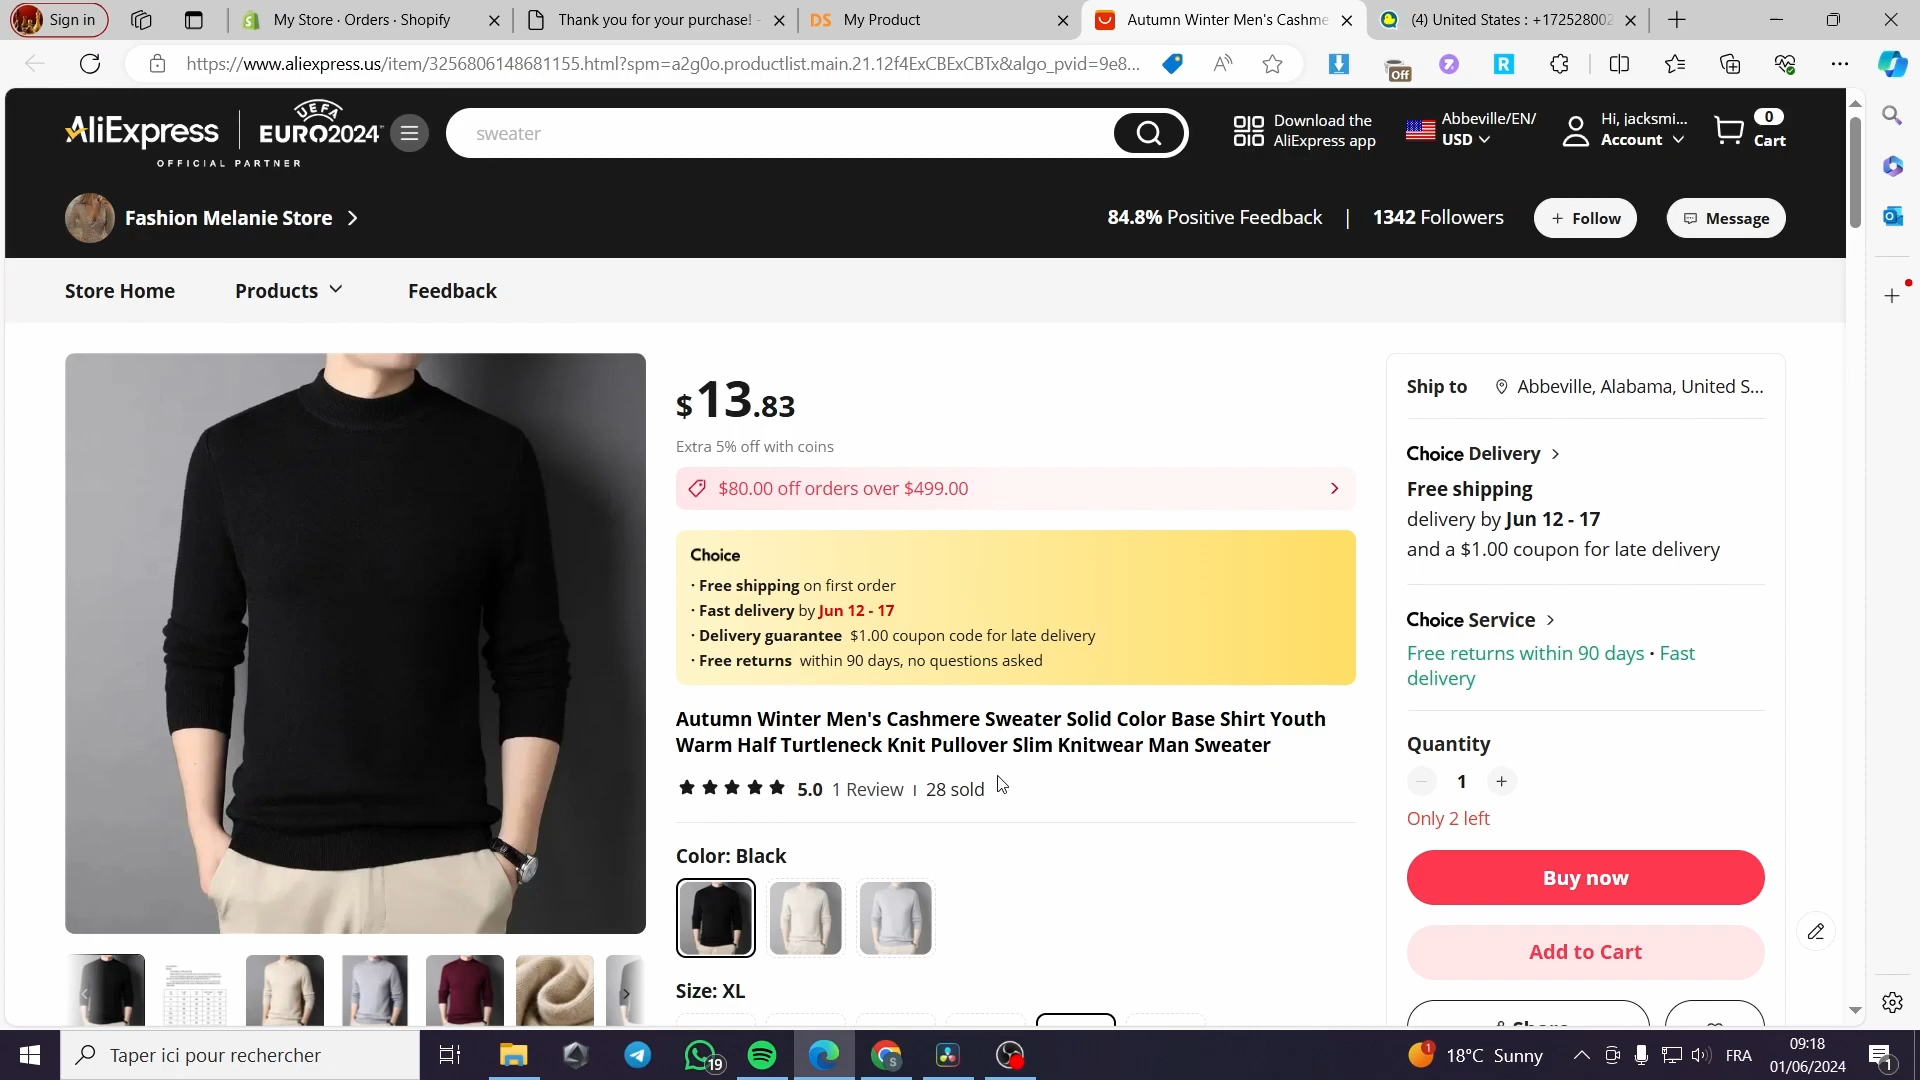 Sign in
My Store · Orders · Shopify
Thank you for your purchase! -
DS My Product
Autumn Winter Men's Cashme
(4) United States : +172528002
https://www.aliexpress.us/item/3256806148681155.html?spm=a2g0o.productlist.main.21.12f4ExCBExCBTx&algo_pvid=9e8...
Off
AliExpress
UEFA
EURO2024
OFFICIAL PARTNER
sweater
Download the
AliExpress app
Abbeville/EN/
USD
Hi, jacksmi...
Account
0
Cart
Fashion Melanie Store
84.8% Positive Feedback | 1342 Followers
+ Follow
Message
Store Home
Products
Feedback
$13.83
Extra 5% off with coins
$80.00 off orders over $499.00
Choice
· Free shipping on first order
· Fast delivery by Jun 12 - 17
· Delivery guarantee $1.00 coupon code for late delivery
· Free returns within 90 days, no questions asked
Autumn Winter Men's Cashmere Sweater Solid Color Base Shirt Youth
Warm Half Turtleneck Knit Pullover Slim Knitwear Man Sweater
5.0 1 Review | 28 sold
Color: Black
Size: XL
Ship to
Abbeville, Alabama, United S...
Choice Delivery
Free shipping
delivery by Jun 12 - 17
and a $1.00 coupon for late delivery
Choice Service
Free returns within 90 days · Fast
delivery
Quantity
1
Only 2 left
Buy now
Add to Cart
Share
Taper ici pour rechercher
19
18°C Sunny
FRA
09:18
01/06/2024
1